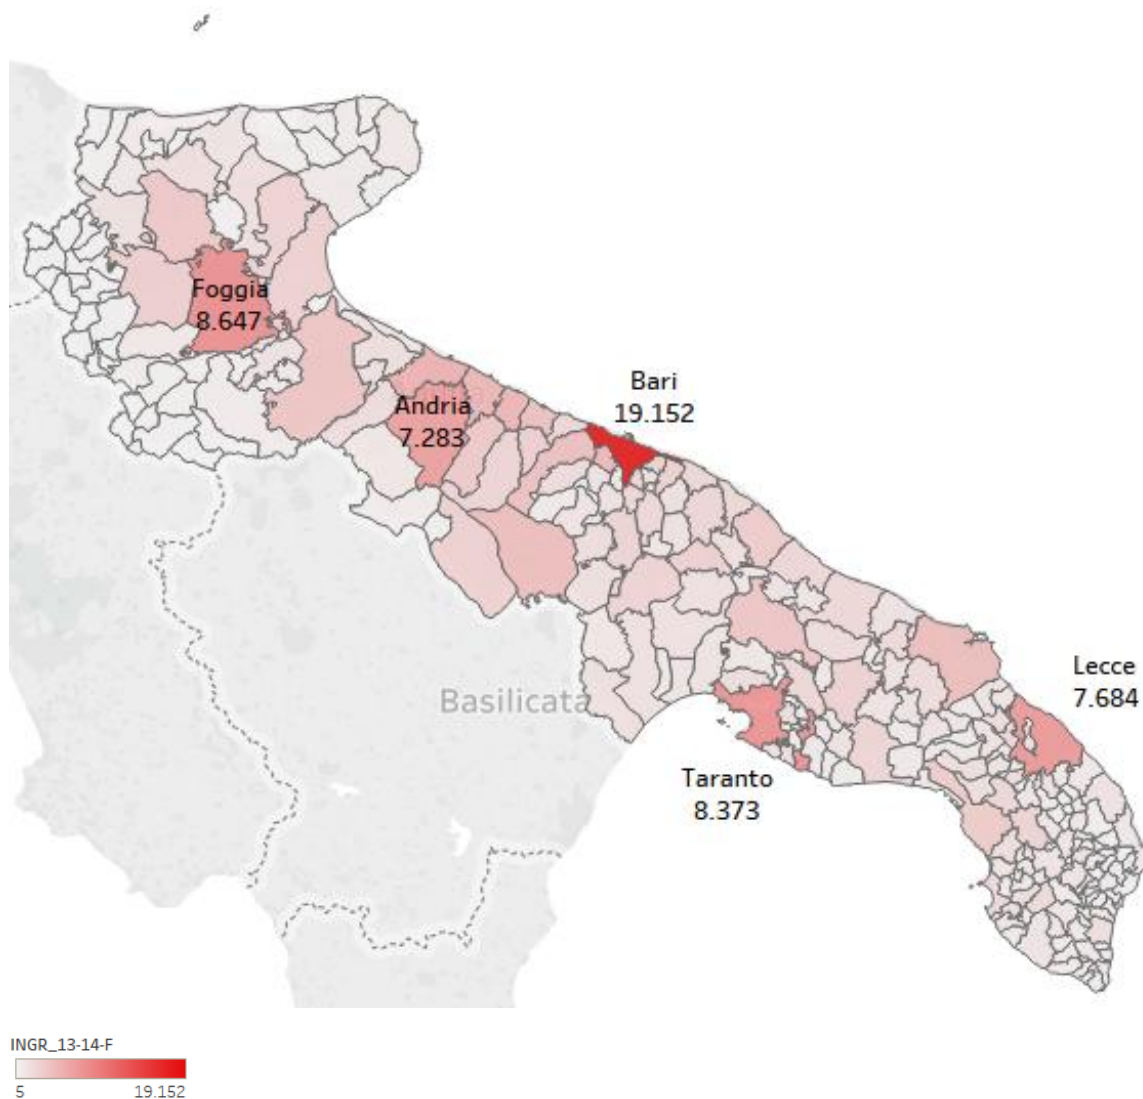 Foggia
8.647
Bari
19.152
Andria
7.283
Lecce
7.684
Basilicata
Taranto
8.373
INGR_13-14-F
5
19.152